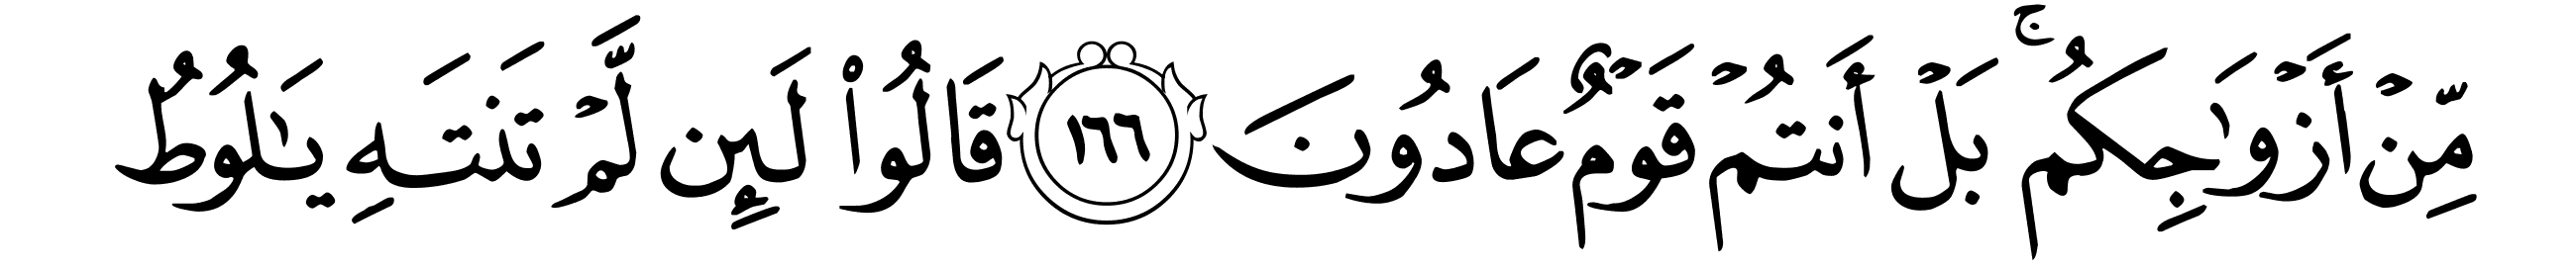 مِّنْ أَزْوَٰجِكُمۚ بَلْ أَنتُمْ قَوْمٌ عَادُونَ ١٦٦ قَالُوا۟ لَئِن لَّمْ تَنتَهِ يَـٰلُوطُ